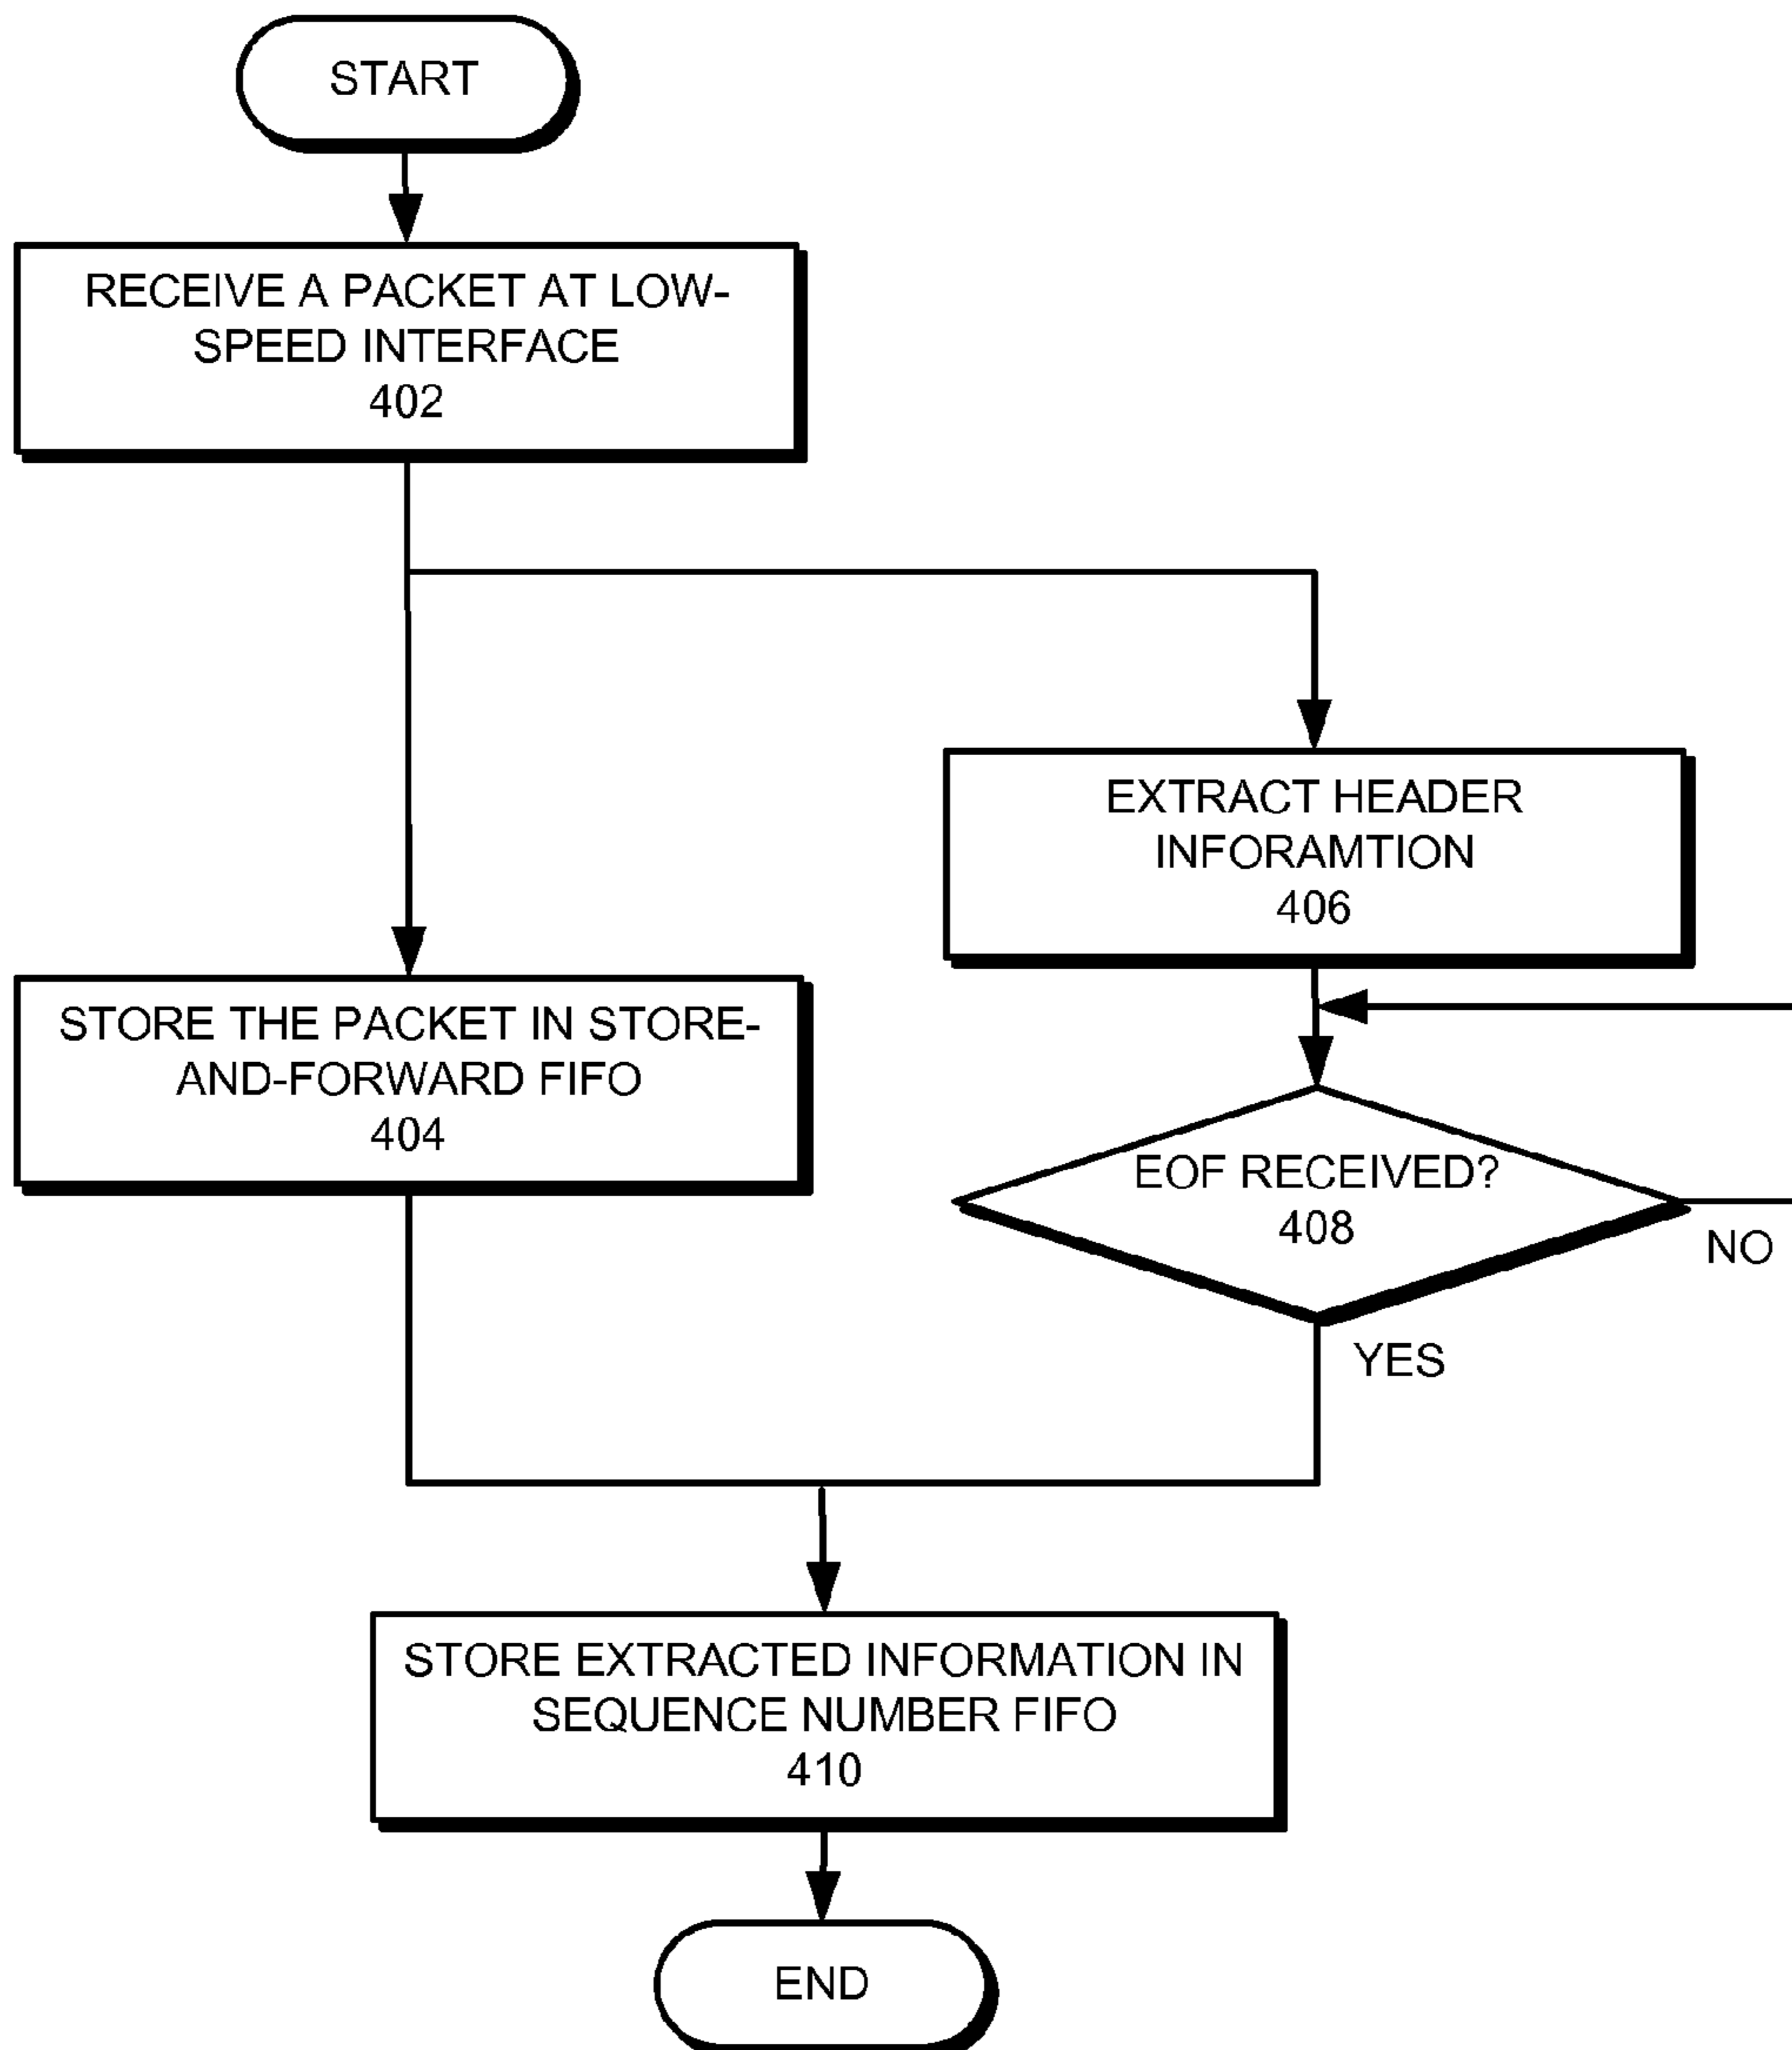 START
RECEIVE A PACKET AT LOW-
SPEED INTERFACE
402
EXTRACT HEADER
INFORAMTION
406
STORE THE PACKET IN STORE-
AND-FORWARD FIFO
404
EOF RECEIVED?
408
NO
YES
STORE EXTRACTED INFORMATION IN
SEQUENCE NUMBER FIFO
410
END